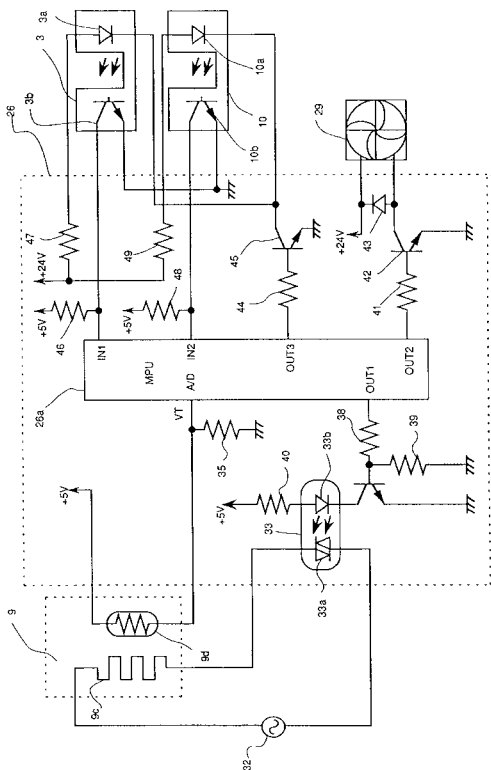 3a
3
3b
26
10a
10
10b
29
47
+24V
49
45
+24V
43
42
46
+5V
+5V
48
44
41
IN1
IN2
OUT3
OUT2
MPU
A/D
OUT1
26a
VT
35
38
39
+5V
40
33b
33
33a
+5V
9
9d
9c
32